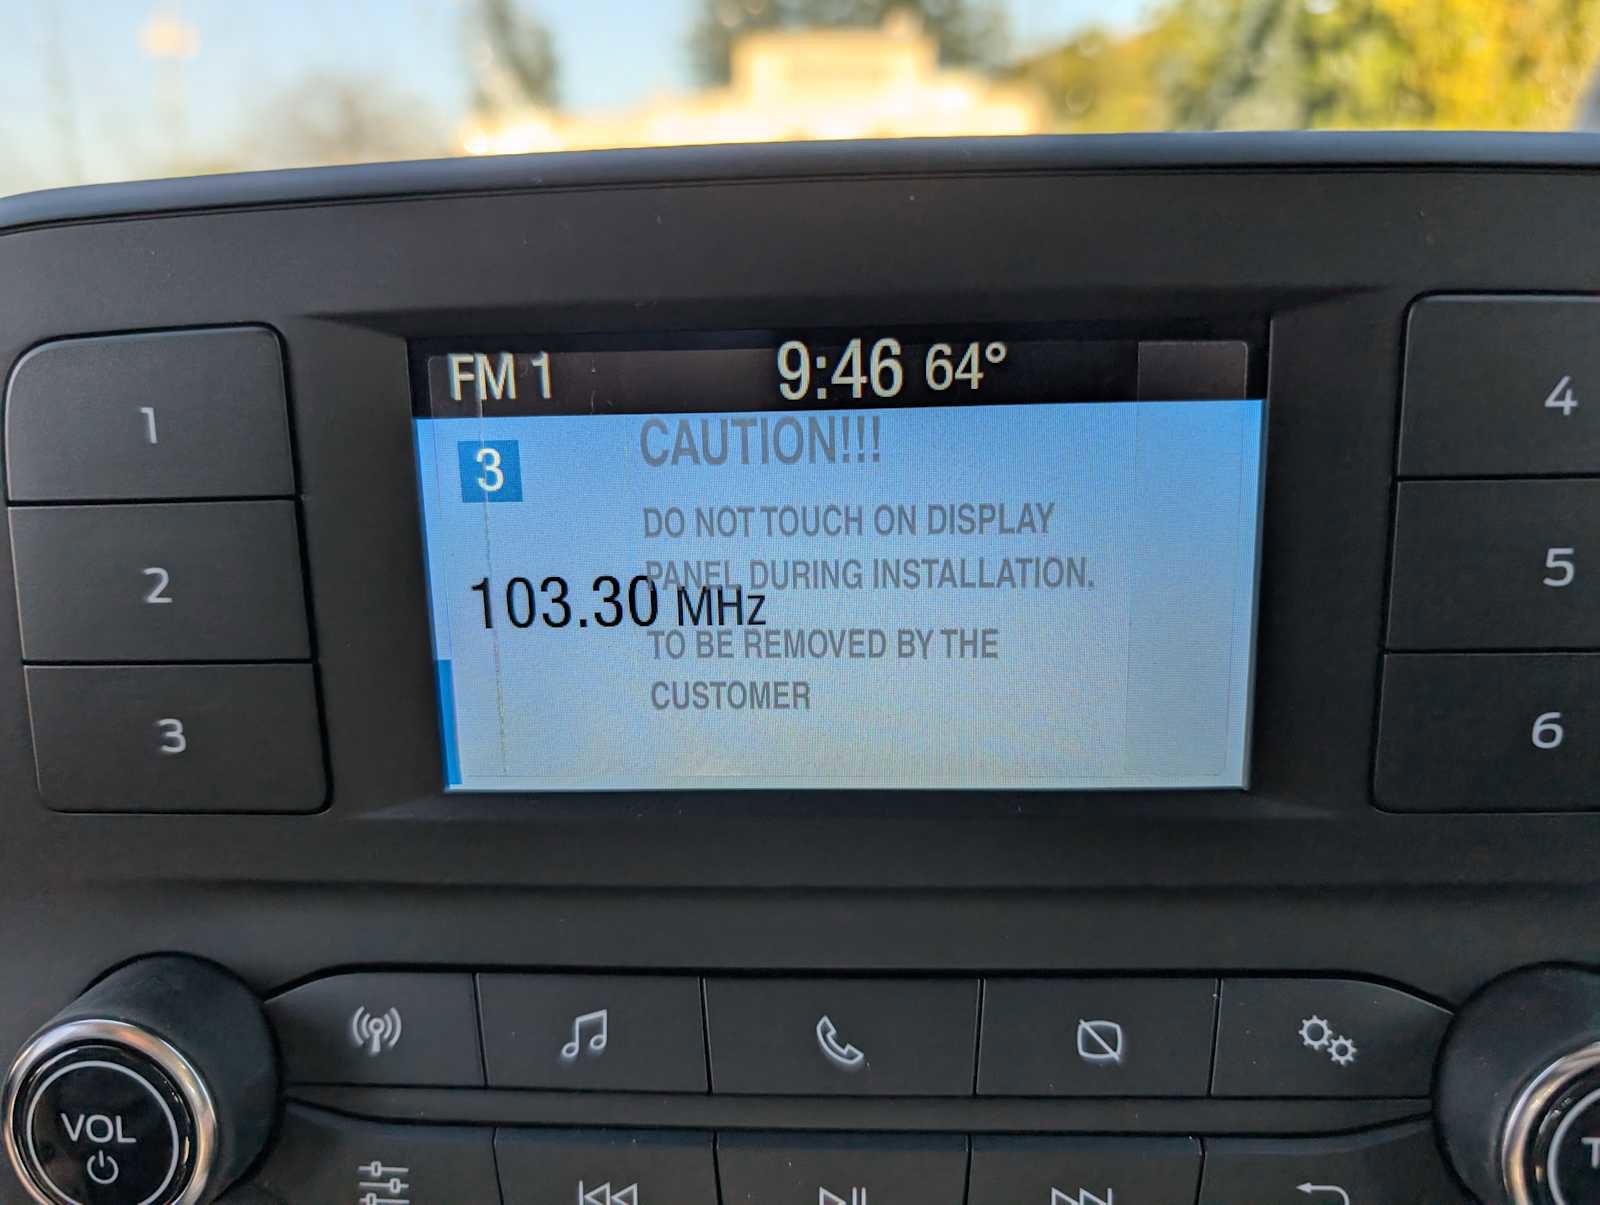 FM 1 9:46 64°
CAUTION!!!
3
DO NOT TOUCH ON DISPLAY
PANEL DURING INSTALLATION.
103.30 MHz
TO BE REMOVED BY THE
CUSTOMER
1
2
3
4
5
6
VOL
T